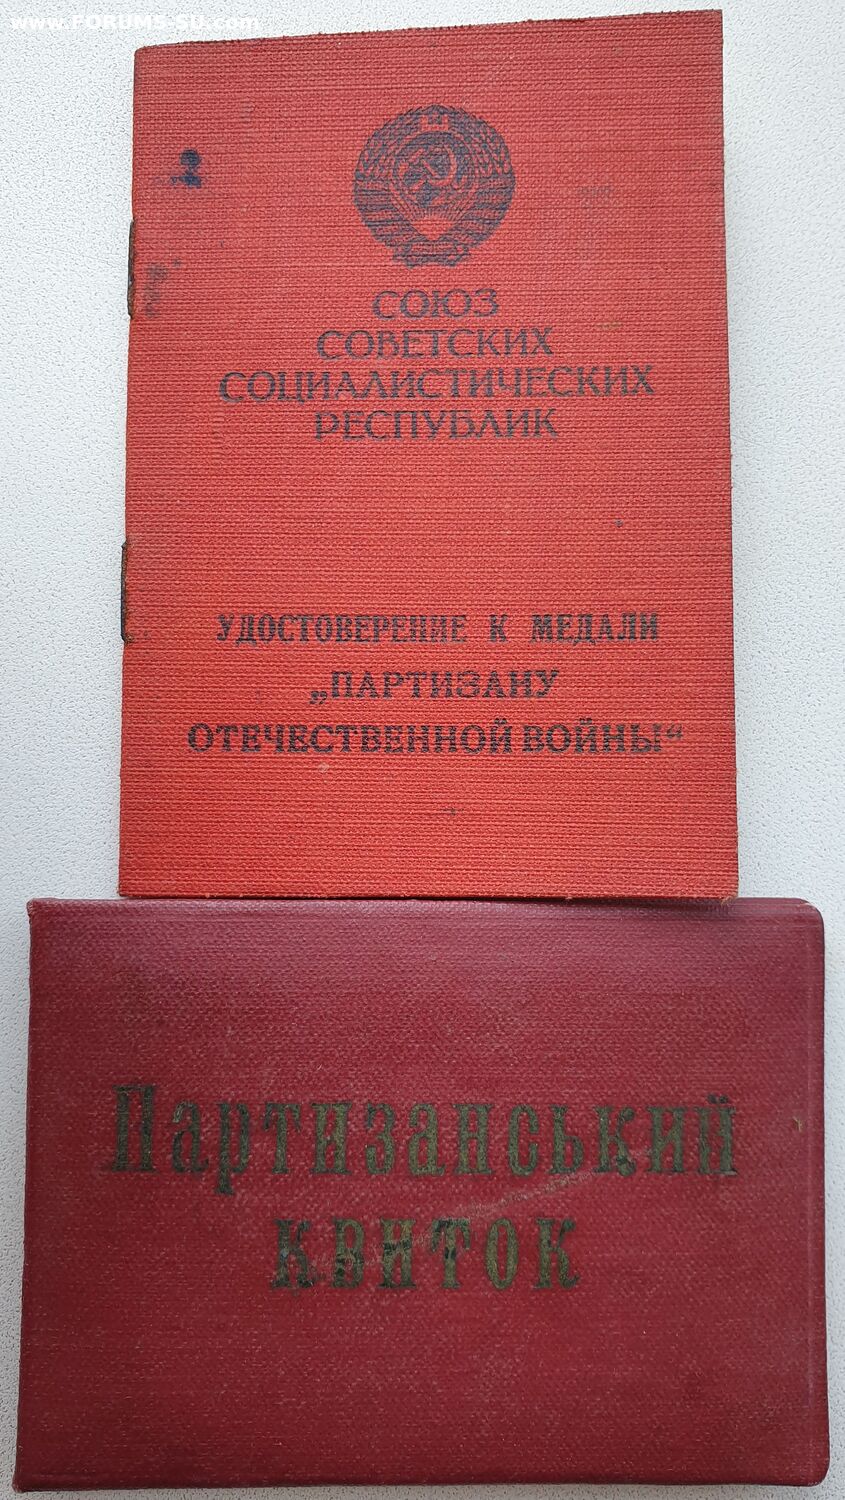 www.FORUMS-SU.com
СОЮЗ
СОВЕТСКИХ
СОЦИАЛИСТИЧЕСКИХ
РЕСПУБЛИК
УДОСТОВЕРЕНИЕ К МЕДАЛИ
„ПАРТИЗАНУ
ОТЕЧЕСТВЕННОЙ ВОЙНЫ“
Партизанський
квиток